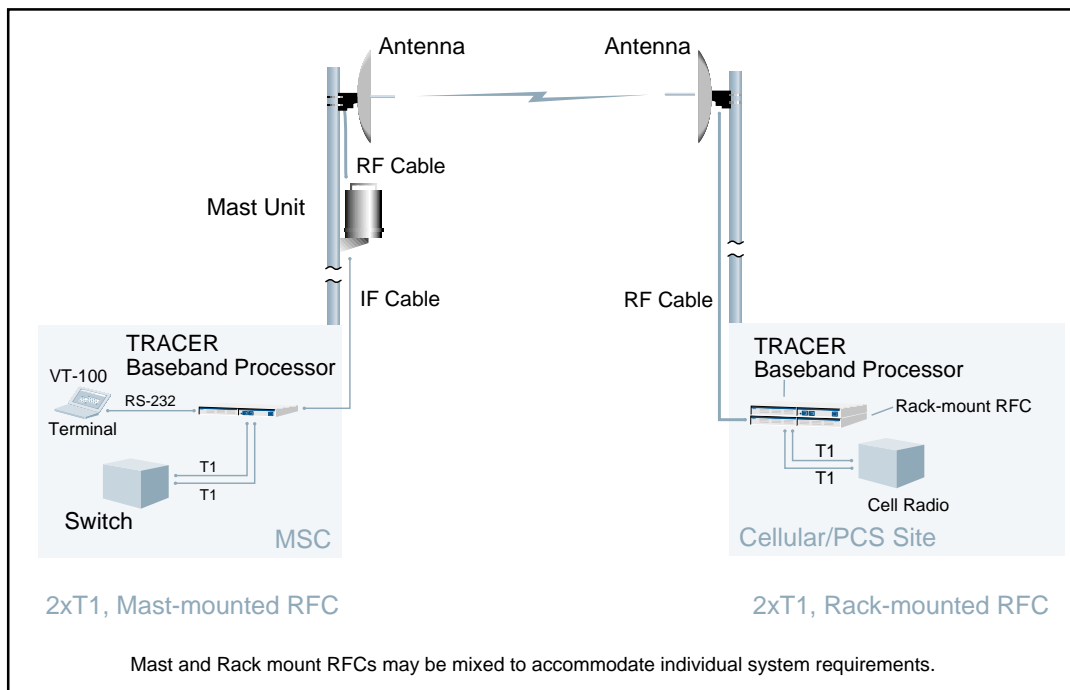 Antenna
Antenna
RF Cable
Mast Unit
IF Cable
RF Cable
TRACER
Baseband Processor
VT-100
RS-232
Terminal
T1
T1
Switch
MSC
TRACER
Baseband Processor
Rack-mount RFC
T1
T1
Cell Radio
Cellular/PCS Site
2xT1, Mast-mounted RFC
2xT1, Rack-mounted RFC
Mast and Rack mount RFCs may be mixed to accommodate individual system requirements.